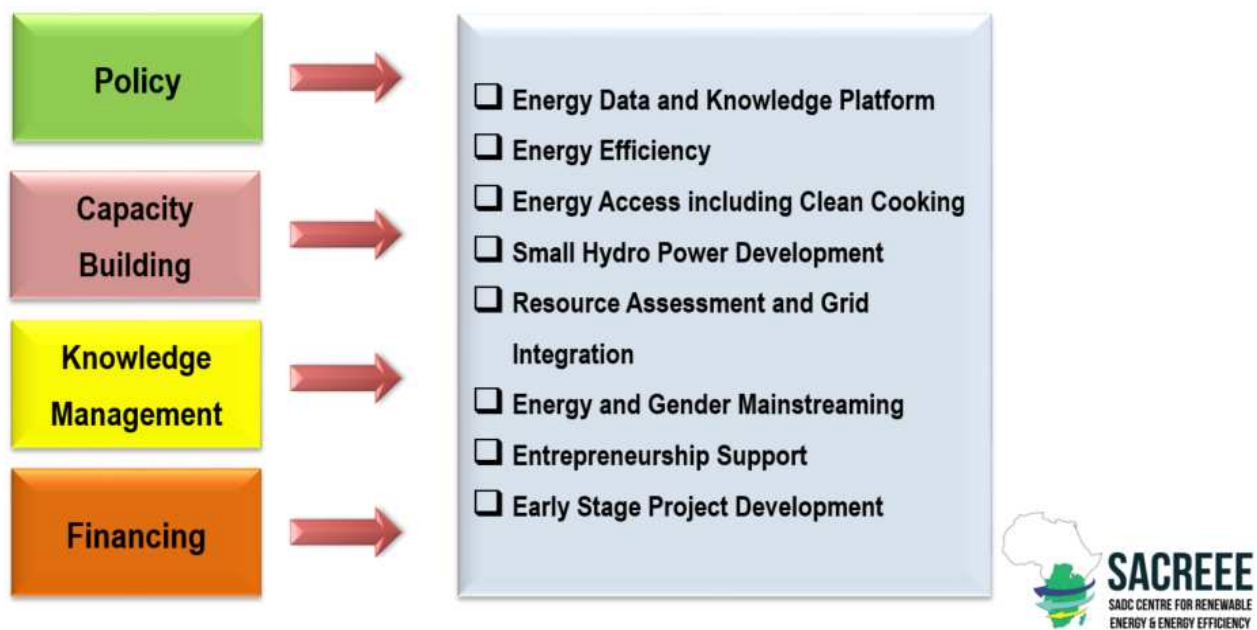 Policy
Capacity
Building
Knowledge
Management
Financing
Energy Data and Knowledge Platform
Energy Efficiency
Energy Access including Clean Cooking
Small Hydro Power Development
Resource Assessment and Grid
Integration
Energy and Gender Mainstreaming
Entrepreneurship Support
Early Stage Project Development
SACREEE
SADC CENTRE FOR RENEWABLE
ENERGY & ENERGY EFFICIENCY